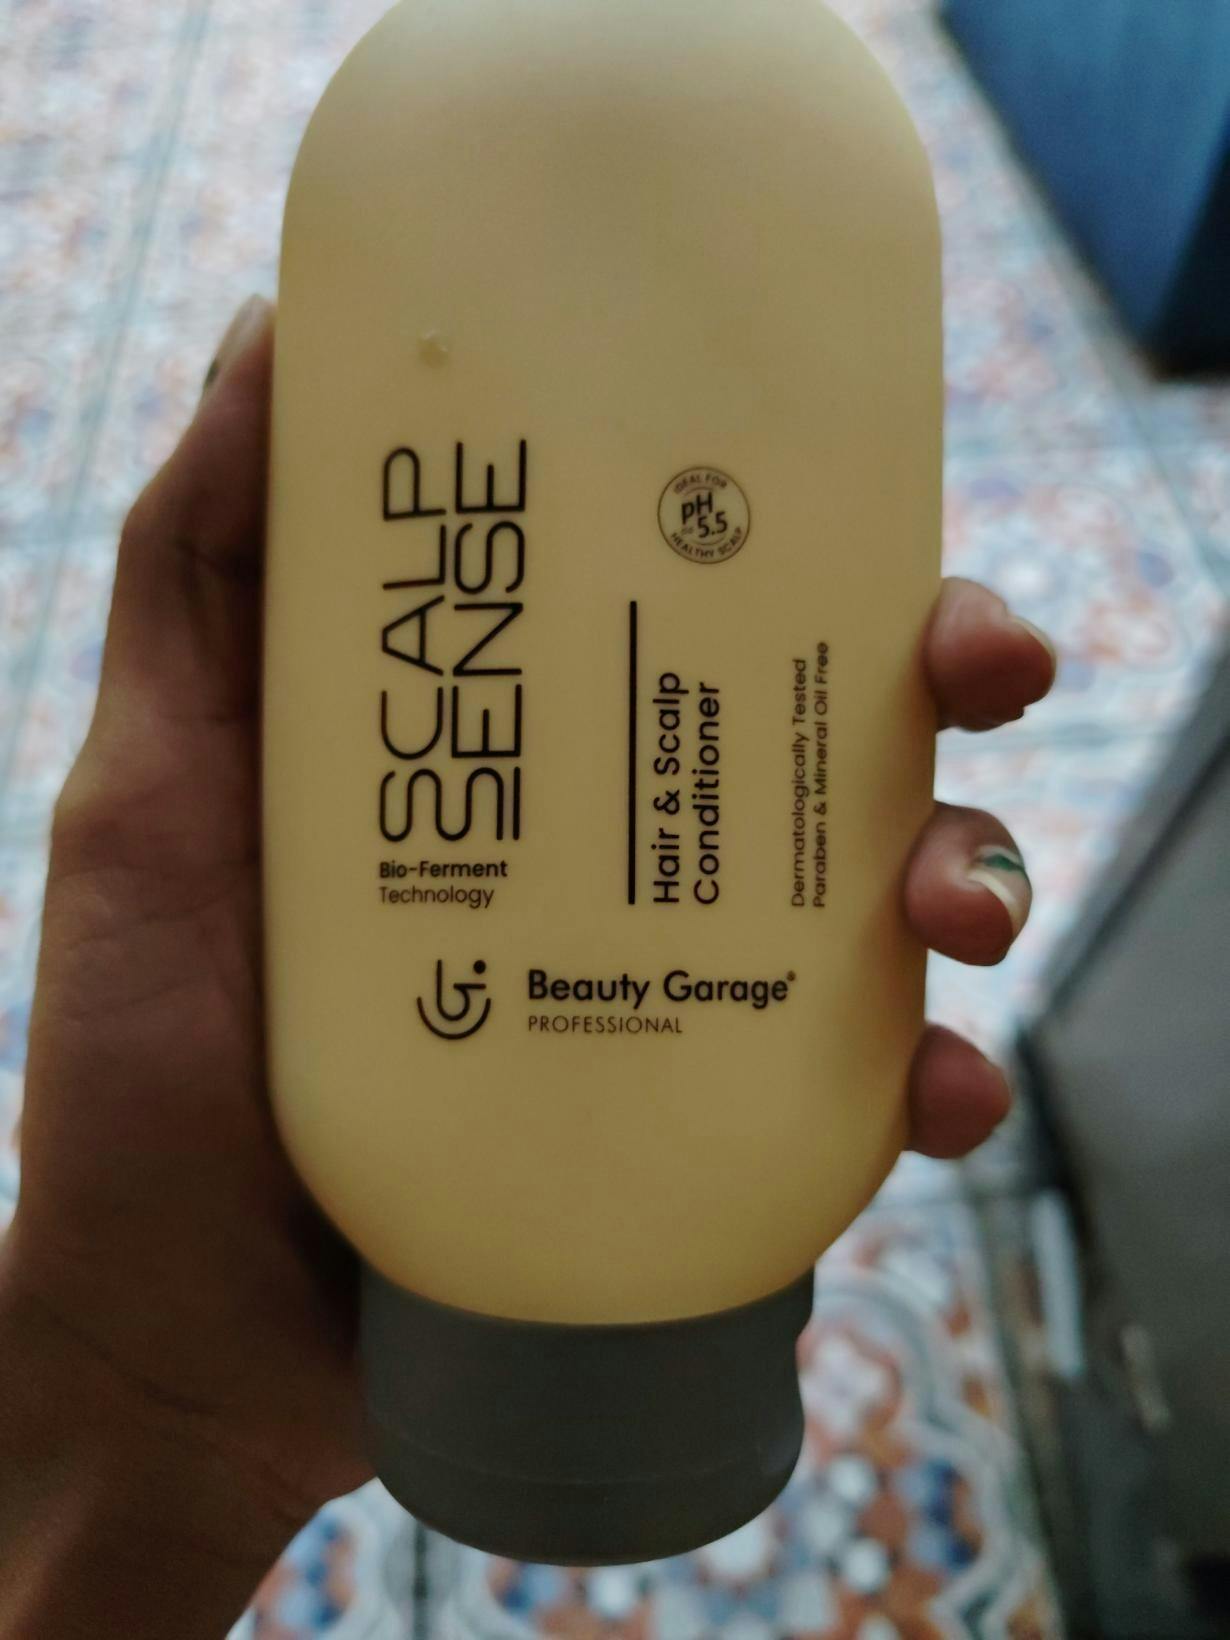 SCALP
SENSE
Bio-Ferment
Technology
IDEAL FOR
pH
5.5
HEALTHY SCALP
Hair & Scalp
Conditioner
Dermatologically Tested
Paraben & Mineral Oil Free
G.
Beauty Garage®
PROFESSIONAL